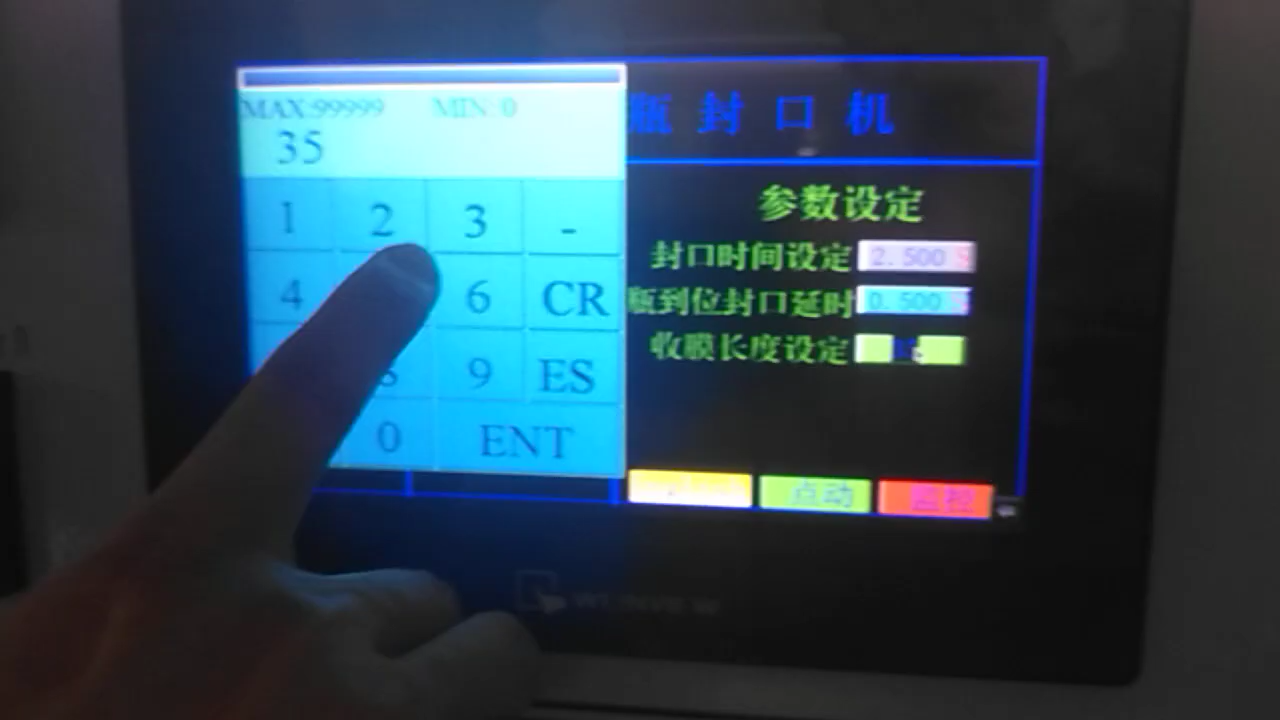 MAX:99999 MIN: 0
35
1 2 3 -
4 6 CR
9 ES
0 ENT
瓶封口机
参数设定
封口时间设定 2.500 S
瓶到位封口延时 0.500 S
收膜长度设定
点动 监控